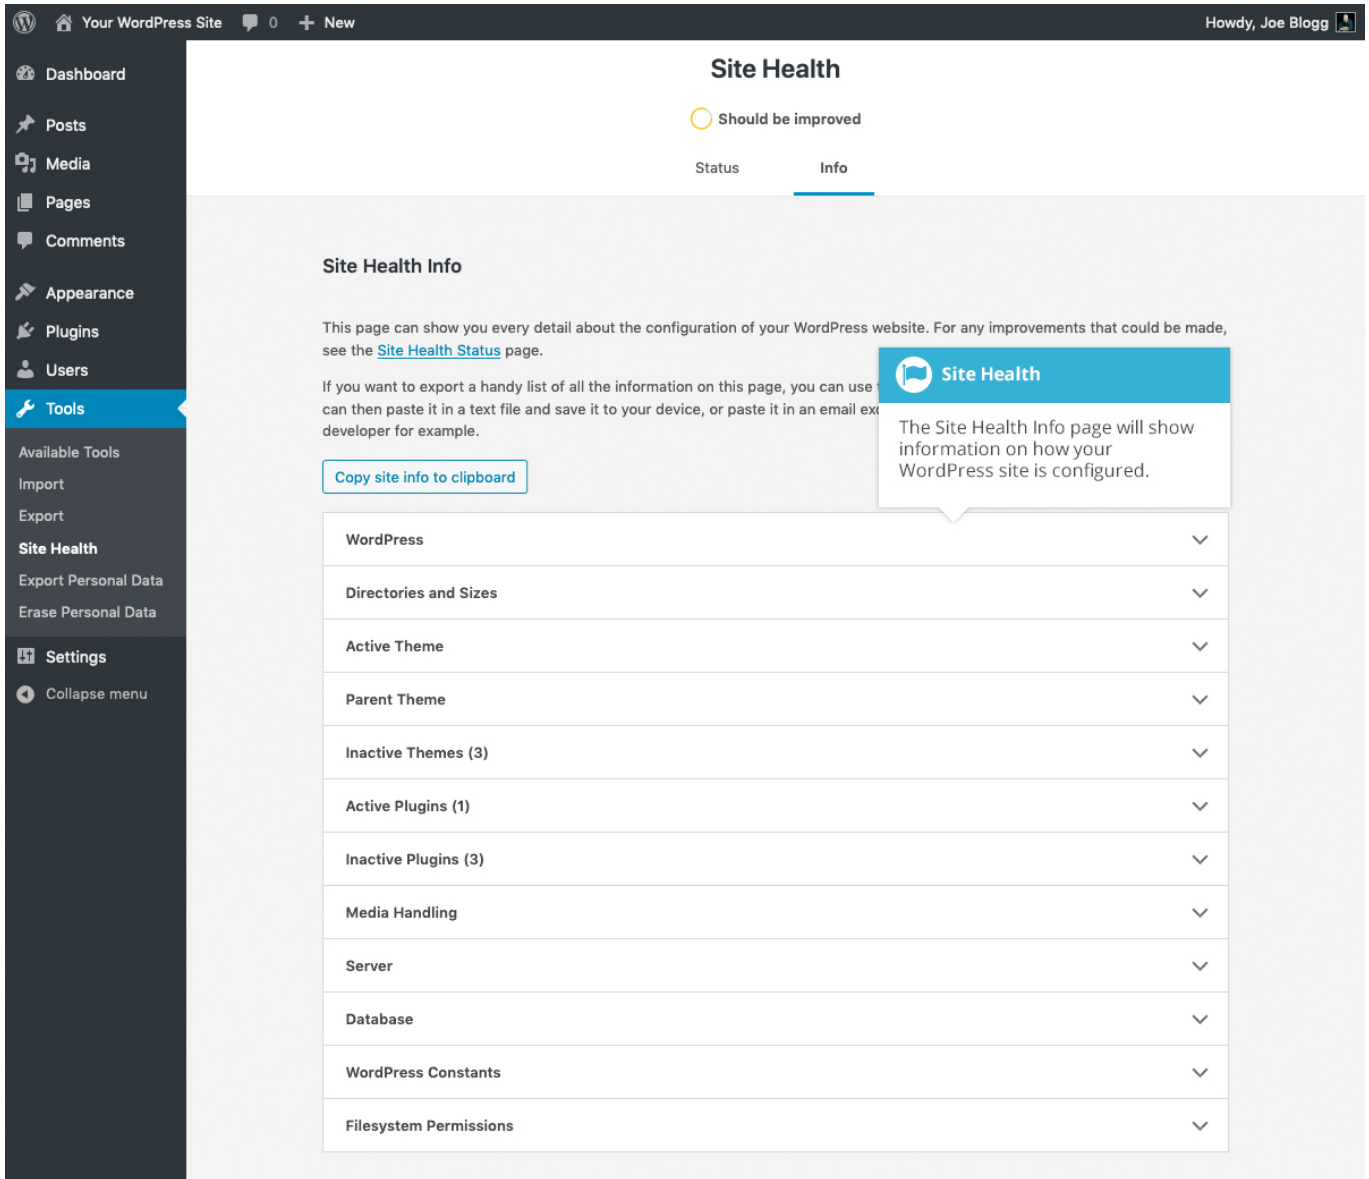 Your WordPress Site 0 New Howdy, Joe Blogg
Dashboard
Posts
Media
Pages
Comments
Appearance
Plugins
Users
Tools
Available Tools
Import
Export
Site Health
Export Personal Data
Erase Personal Data
Settings
Collapse menu
Site Health
Should be improved
Status Info
Site Health Info
This page can show you every detail about the configuration of your WordPress website. For any improvements that could be made,
see the Site Health Status page.
If you want to export a handy list of all the information on this page, you can use
can then paste it in a text file and save it to your device, or paste it in an email
developer for example.
Site Health
The Site Health Info page will show
information on how your
WordPress site is configured.
Copy site info to clipboard
WordPress
Directories and Sizes
Active Theme
Parent Theme
Inactive Themes (3)
Active Plugins (1)
Inactive Plugins (3)
Media Handling
Server
Database
WordPress Constants
Filesystem Permissions